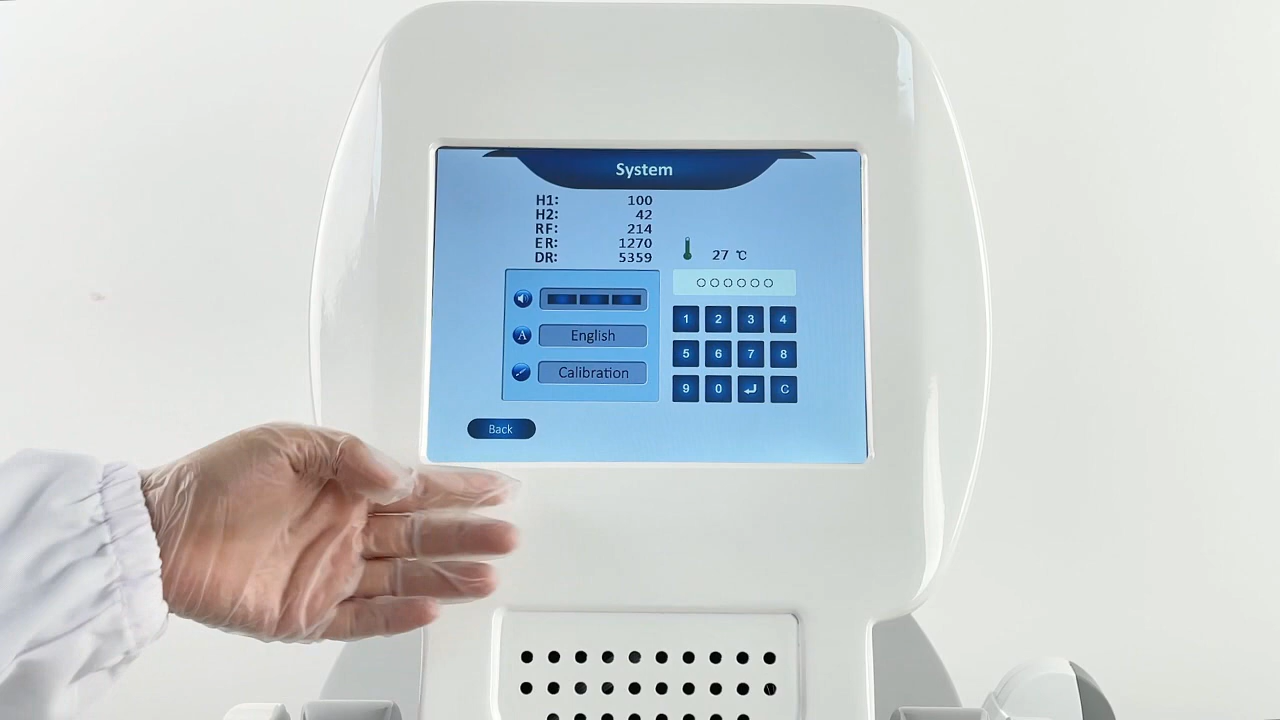 System
H1: 100
H2: 42
RF: 214
ER: 1270
DR: 5359
27 ℃
○○○○○○
A English
Calibration
1 2 3 4
5 6 7 8
9 0 C
Back